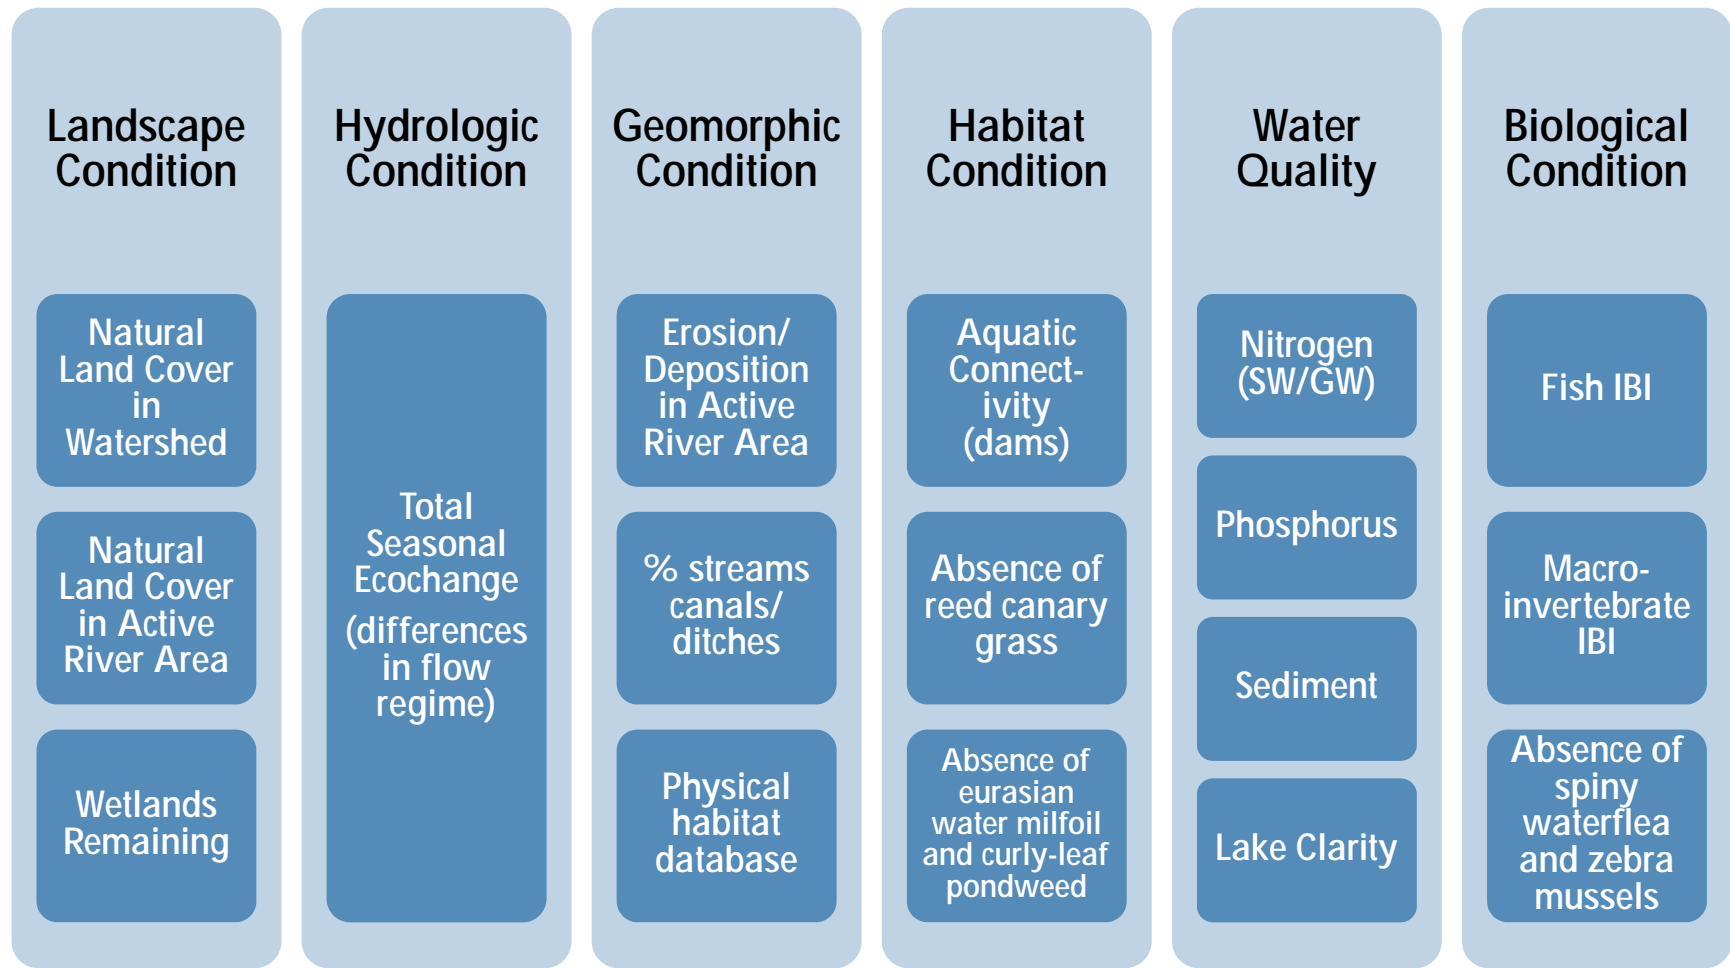 Landscape
Condition
Natural
Land Cover
in
Watershed
Natural
Land Cover
in Active
River Area
Wetlands
Remaining
Hydrologic
Condition
Total
Seasonal
Ecochange
(differences
in flow
regime)
Geomorphic
Condition
Erosion/
Deposition
in Active
River Area
% streams
canals/
ditches
Physical
habitat
database
Habitat
Condition
Aquatic
Connect-
ivity
(dams)
Absence of
reed canary
grass
Absence of
eurasian
water milfoil
and curly-leaf
pondweed
Water
Quality
Nitrogen
(SW/GW)
Phosphorus
Sediment
Lake Clarity
Biological
Condition
Fish IBI
Macro-
invertebrate
IBI
Absence of
spiny
waterflea
and zebra
mussels